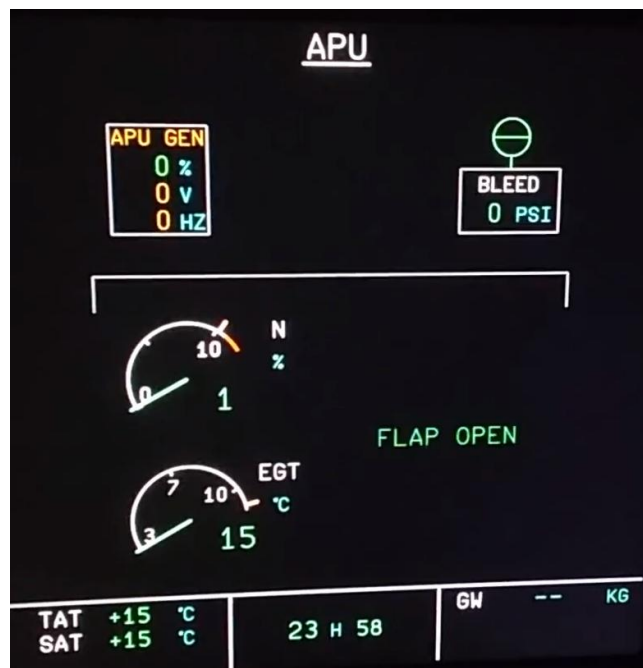 APU
APU GEN
0 %
0 V
0 HZ
BLEED
0 PSI
10
0
N
%
1
FLAP OPEN
7
10
3
EGT
°C
15
TAT +15 °C
SAT +15 °C
23 H 58
GW -- KG